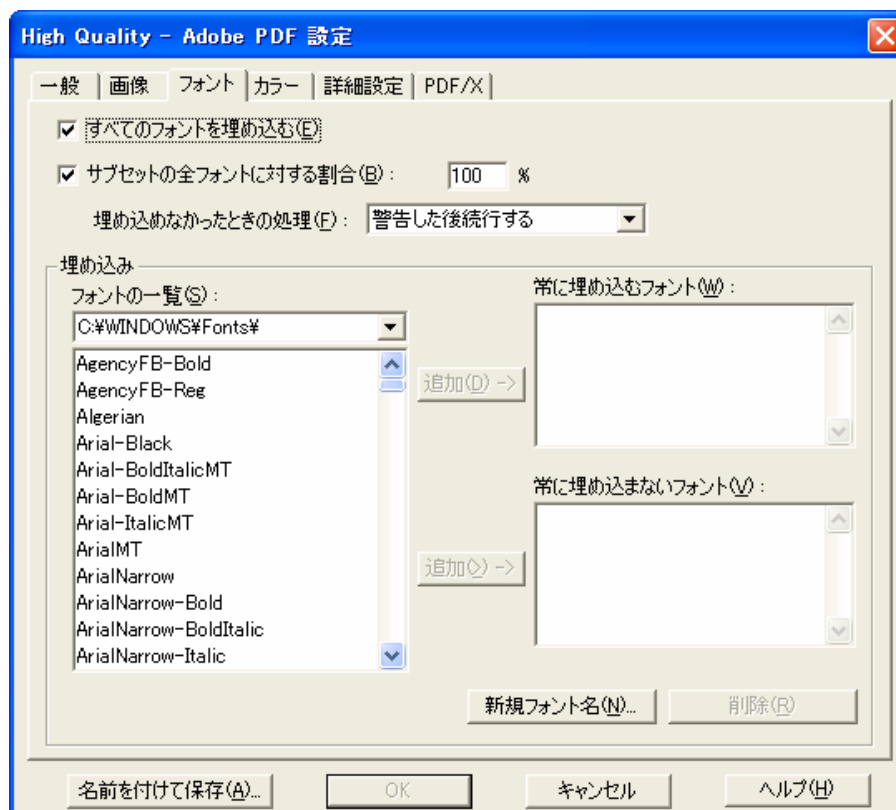 High Quality - Adobe PDF 設定
一般 画像 フォント カラー 詳細設定 PDF/X
すべてのフォントを埋め込む(E)
サブセットの全フォントに対する割合(B): 100 %
埋め込めなかったときの処理(F): 警告した後続行する
埋め込み
フォントの一覧(S):
C:¥WINDOWS¥Fonts¥
AgencyFB-Bold
AgencyFB-Reg
Algerian
Arial-Black
Arial-BoldItalicMT
Arial-BoldMT
Arial-ItalicMT
ArialMT
ArialNarrow
ArialNarrow-Bold
ArialNarrow-BoldItalic
ArialNarrow-Italic
追加(D) ->
追加(>) ->
常に埋め込むフォント(W):
常に埋め込まないフォント(V):
新規フォント名(N)... 削除(R)
名前を付けて保存(A)... OK キャンセル ヘルプ(H)